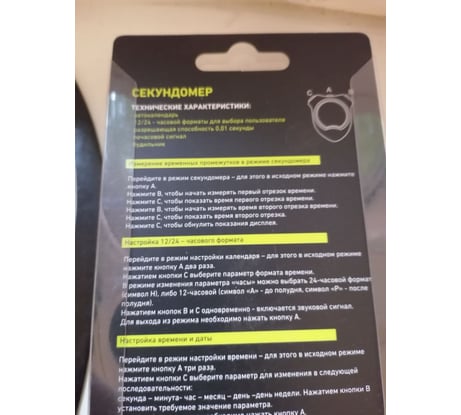 СЕКУНДОМЕР
ТЕХНИЧЕСКИЕ ХАРАКТЕРИСТИКИ:
автокалендарь
12/24 - часовой форматы для выбора пользователя
разрешающая способность 0,01 секунды
почасовой сигнал
будильник
C A B
Измерение временных промежутков в режиме секундомера
Перейдите в режим секундомера – для этого в исходном режиме нажмите
кнопку A.
Нажмите B, чтобы начать измерять первый отрезок времени.
Нажмите C, чтобы показать время первого отрезка времени.
Нажмите B, чтобы начать измерять время второго отрезка времени.
Нажмите C, чтобы показать время второго отрезка.
Нажмите C, чтобы обнулить показания дисплея.
Настройка 12/24 – часового формата
Перейдите в режим настройки календаря – для этого в исходном режиме
нажмите кнопку A два раза.
Нажатием кнопки C выберите параметр формата времени.
В режиме изменения параметра «часы» можно выбрать 24-часовой формат
(символ H), либо 12-часовой (символ «A» - до полудня, символ «P» - после
полудня).
Нажатием кнопок B и C одновременно - включается звуковой сигнал.
Для выхода из режима необходимо нажать кнопку A.
Настройка времени и даты
Перейдите в режим настройки времени – для этого в исходном режиме
нажмите кнопку A три раза.
Нажатием кнопки C выберите параметр для изменения в следующей
последовательности:
секунда – минута- час – месяц – день -день недели. Нажатием кнопки B
установить требуемое значение параметра.